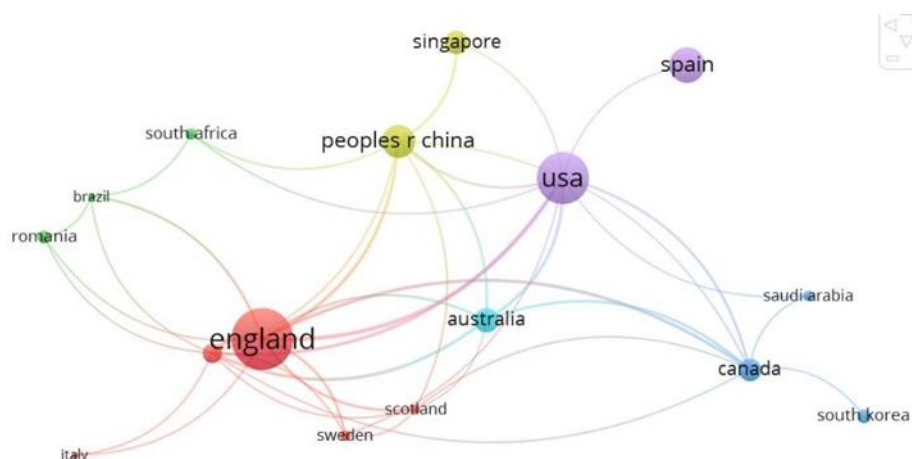 singapore
spain
south africa
peoples r china
usa
brazil
romania
saudi arabia
australia
england
canada
scotland
south korea
sweden
italy